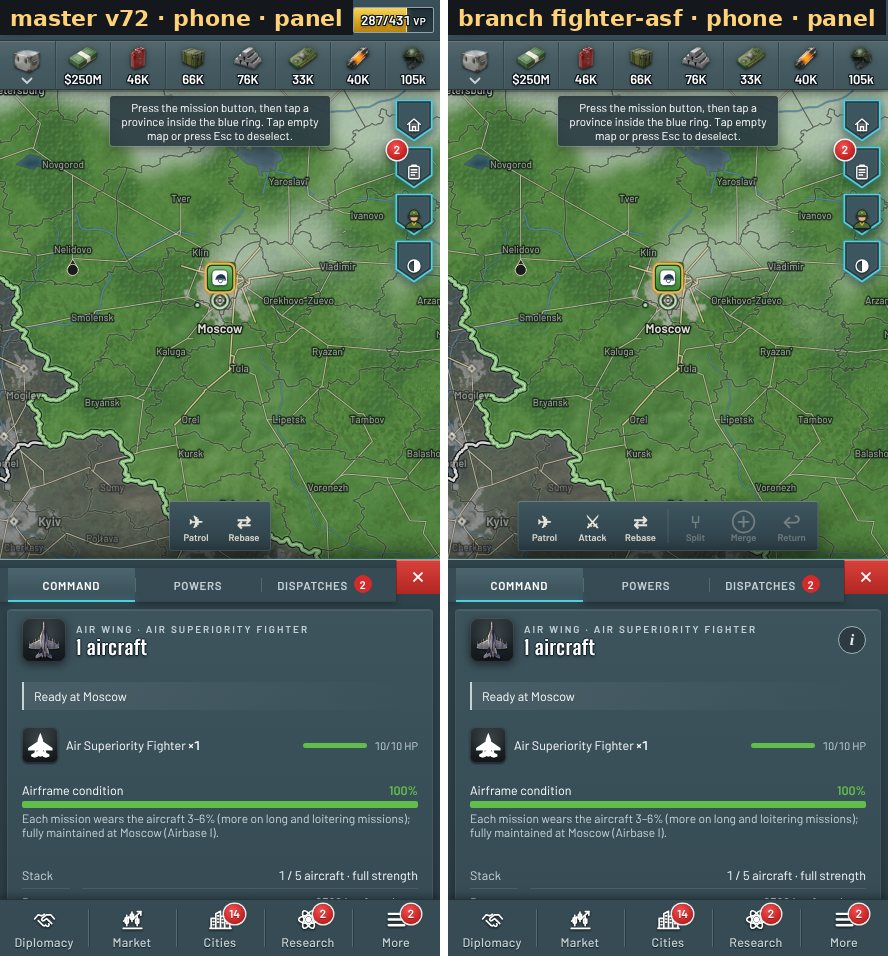 master v72 · phone · panel
287/431 VP
$250M 46K 66K 76K 33K 40K 105k
Press the mission button, then tap a
province inside the blue ring. Tap empty
map or press Esc to deselect.
2
Novgorod
Yaroslavl'
Tver
Ivanovo
Nelidovo
Klin
Vladimir
Orekhovo-Zuevo
Smolensk
Moscow
Kaluga
Ryazan'
Tula
Mogilev
Bryansk
Orel
Lipetsk
Tambov
Kursk
Sumy
Voronezh
Kyiv
Poltava
Cherkasy
Patrol Rebase
COMMAND POWERS DISPATCHES 2
AIR WING · AIR SUPERIORITY FIGHTER
1 aircraft
Ready at Moscow
Air Superiority Fighter ×1 10/10 HP
Airframe condition 100%
Each mission wears the aircraft 3–6% (more on long and loitering missions);
fully maintained at Moscow (Airbase I).
Stack 1 / 5 aircraft · full strength
14 2 2
Diplomacy Market Cities Research More
branch fighter-asf · phone · panel
$250M 46K 66K 76K 33K 40K 105k
Press the mission button, then tap a
province inside the blue ring. Tap empty
map or press Esc to deselect.
2
Novgorod
Yaroslavl'
Tver
Ivanovo
Nelidovo
Klin
Vladimir
Orekhovo-Zuevo
Smolensk
Moscow
Kaluga
Ryazan'
Tula
Mogilev
Bryansk
Orel
Lipetsk
Tambov
Kursk
Sumy
Voronezh
Kyiv
Patrol Attack Rebase Split Merge Return
COMMAND POWERS DISPATCHES 2
AIR WING · AIR SUPERIORITY FIGHTER
1 aircraft
i
Ready at Moscow
Air Superiority Fighter ×1 10/10 HP
Airframe condition 100%
Each mission wears the aircraft 3–6% (more on long and loitering missions);
fully maintained at Moscow (Airbase I).
Stack 1 / 5 aircraft · full strength
14 2 2
Diplomacy Market Cities Research More